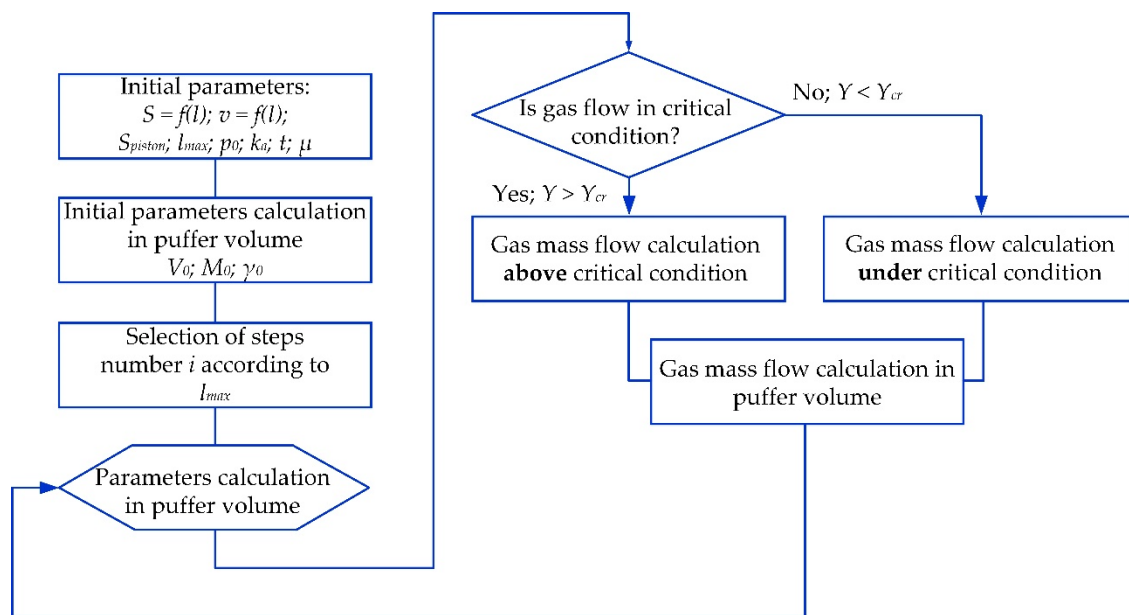 Initial parameters:
S = f(l); v = f(l);
Spiston; lmax; p0; ka; t; μ
Initial parameters calculation
in puffer volume
V0; M0; γ0
Selection of steps
number i according to
lmax
Parameters calculation
in puffer volume
Is gas flow in critical
condition?
No; Y < Ycr
Yes; Y > Ycr
Gas mass flow calculation
above critical condition
Gas mass flow calculation
under critical condition
Gas mass flow calculation in
puffer volume